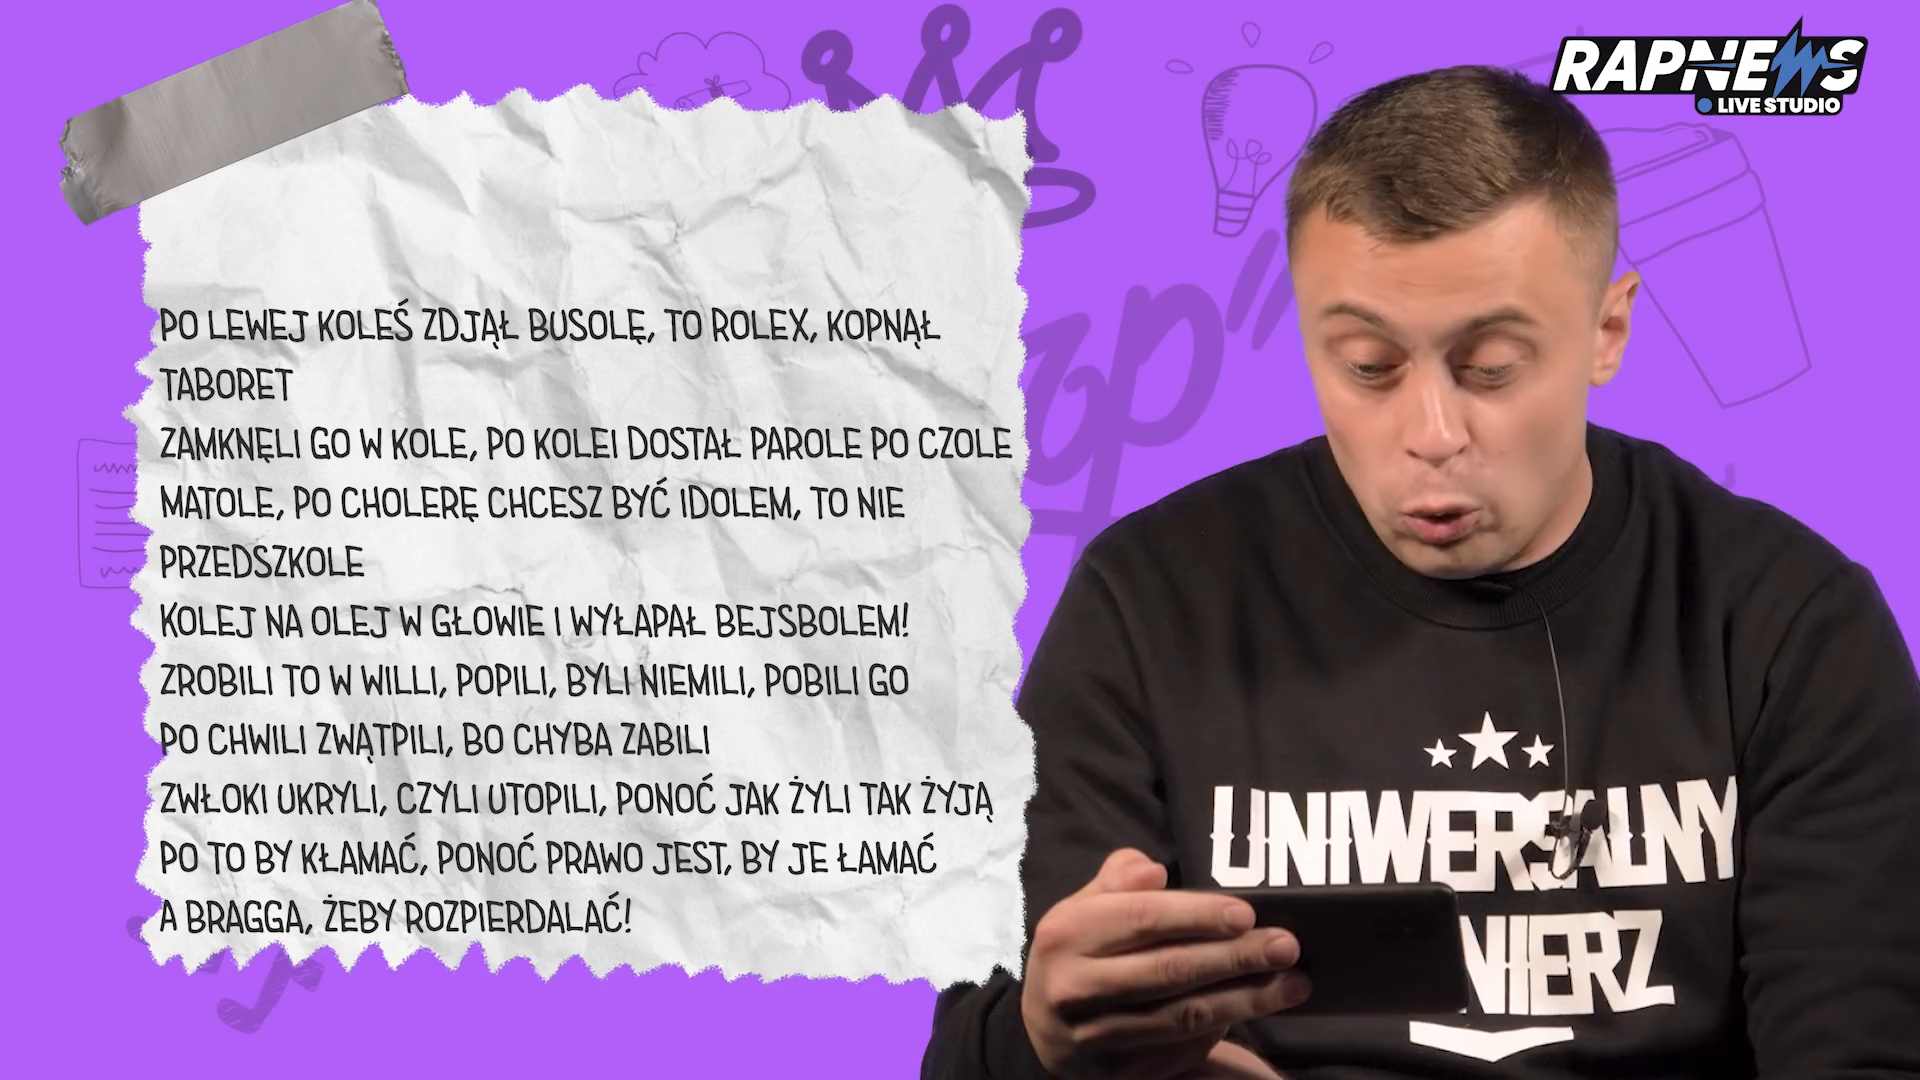 RAPNEWS
LIVE STUDIO
PO LEWEJ KOLEŚ ZDJĄŁ BUSOLĘ, TO ROLEX, KOPNĄŁ
TABORET
ZAMKNĘLI GO W KOLE, PO KOLEI DOSTAŁ PAROLE PO CZOLE
MATOLE, PO CHOLERĘ CHCESZ BYĆ IDOLEM, TO NIE
PRZEDSZKOLE
KOLEJ NA OLEJ W GŁOWIE I WYŁAPAŁ BEJSBOLEM!
ZROBILI TO W WILLI, POPILI, BYLI NIEMILI, POBILI GO
PO CHWILI ZWĄTPILI, BO CHYBA ZABILI
ZWŁOKI UKRYLI, CZYLI UTOPILI, PONOĆ JAK ŻYLI TAK ŻYJĄ
PO TO BY KŁAMAĆ, PONOĆ PRAWO JEST, BY JE ŁAMAĆ
A BRAGGA, ŻEBY ROZPIERDALAĆ!
UNIWERSALNY